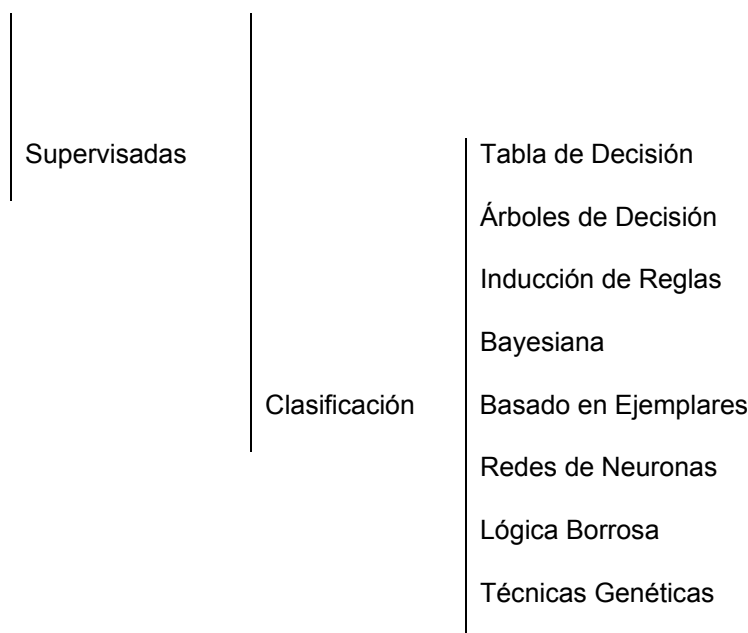 Supervisadas
Tabla de Decisión
Árboles de Decisión
Inducción de Reglas
Bayesiana
Clasificación
Basado en Ejemplares
Redes de Neuronas
Lógica Borrosa
Técnicas Genéticas